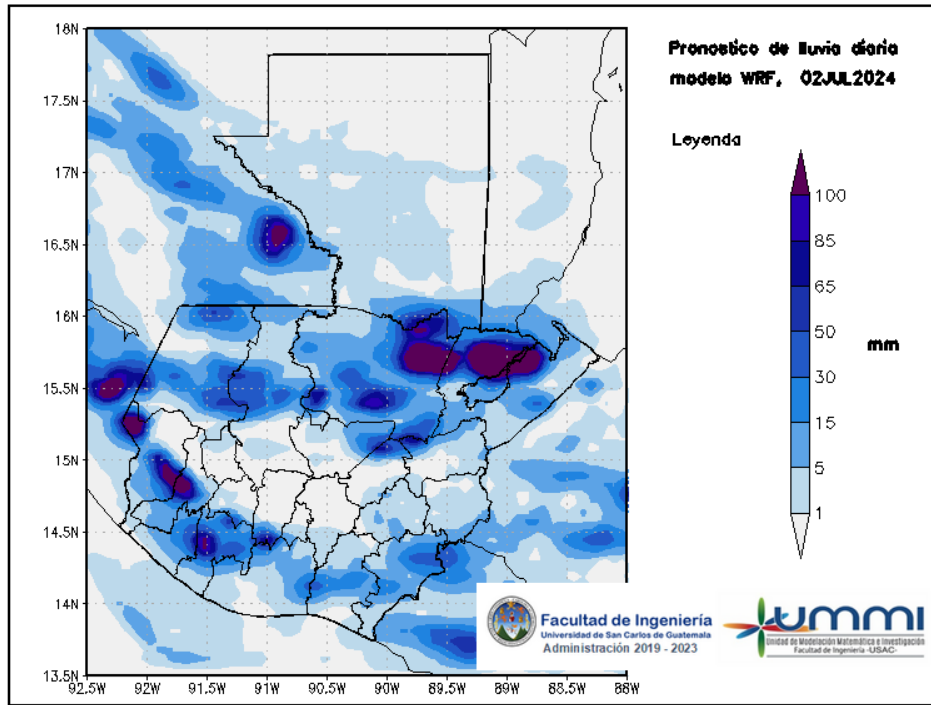 Pronostico de lluvia diaria
modelo WRF, 02JUL2024
Leyenda
100
85
65
50
30
15
5
1
mm
18N
17.5N
17N
16.5N
16N
15.5N
15N
14.5N
14N
13.5N
92.5W
92W
91.5W
91W
90.5W
90W
89.5W
89W
88.5W
88W
Facultad de Ingeniería
Universidad de San Carlos de Guatemala
Administración 2019 - 2023
UMMI
Unidad de Modelación Matemática e Investigación
Facultad de Ingeniería -USAC-